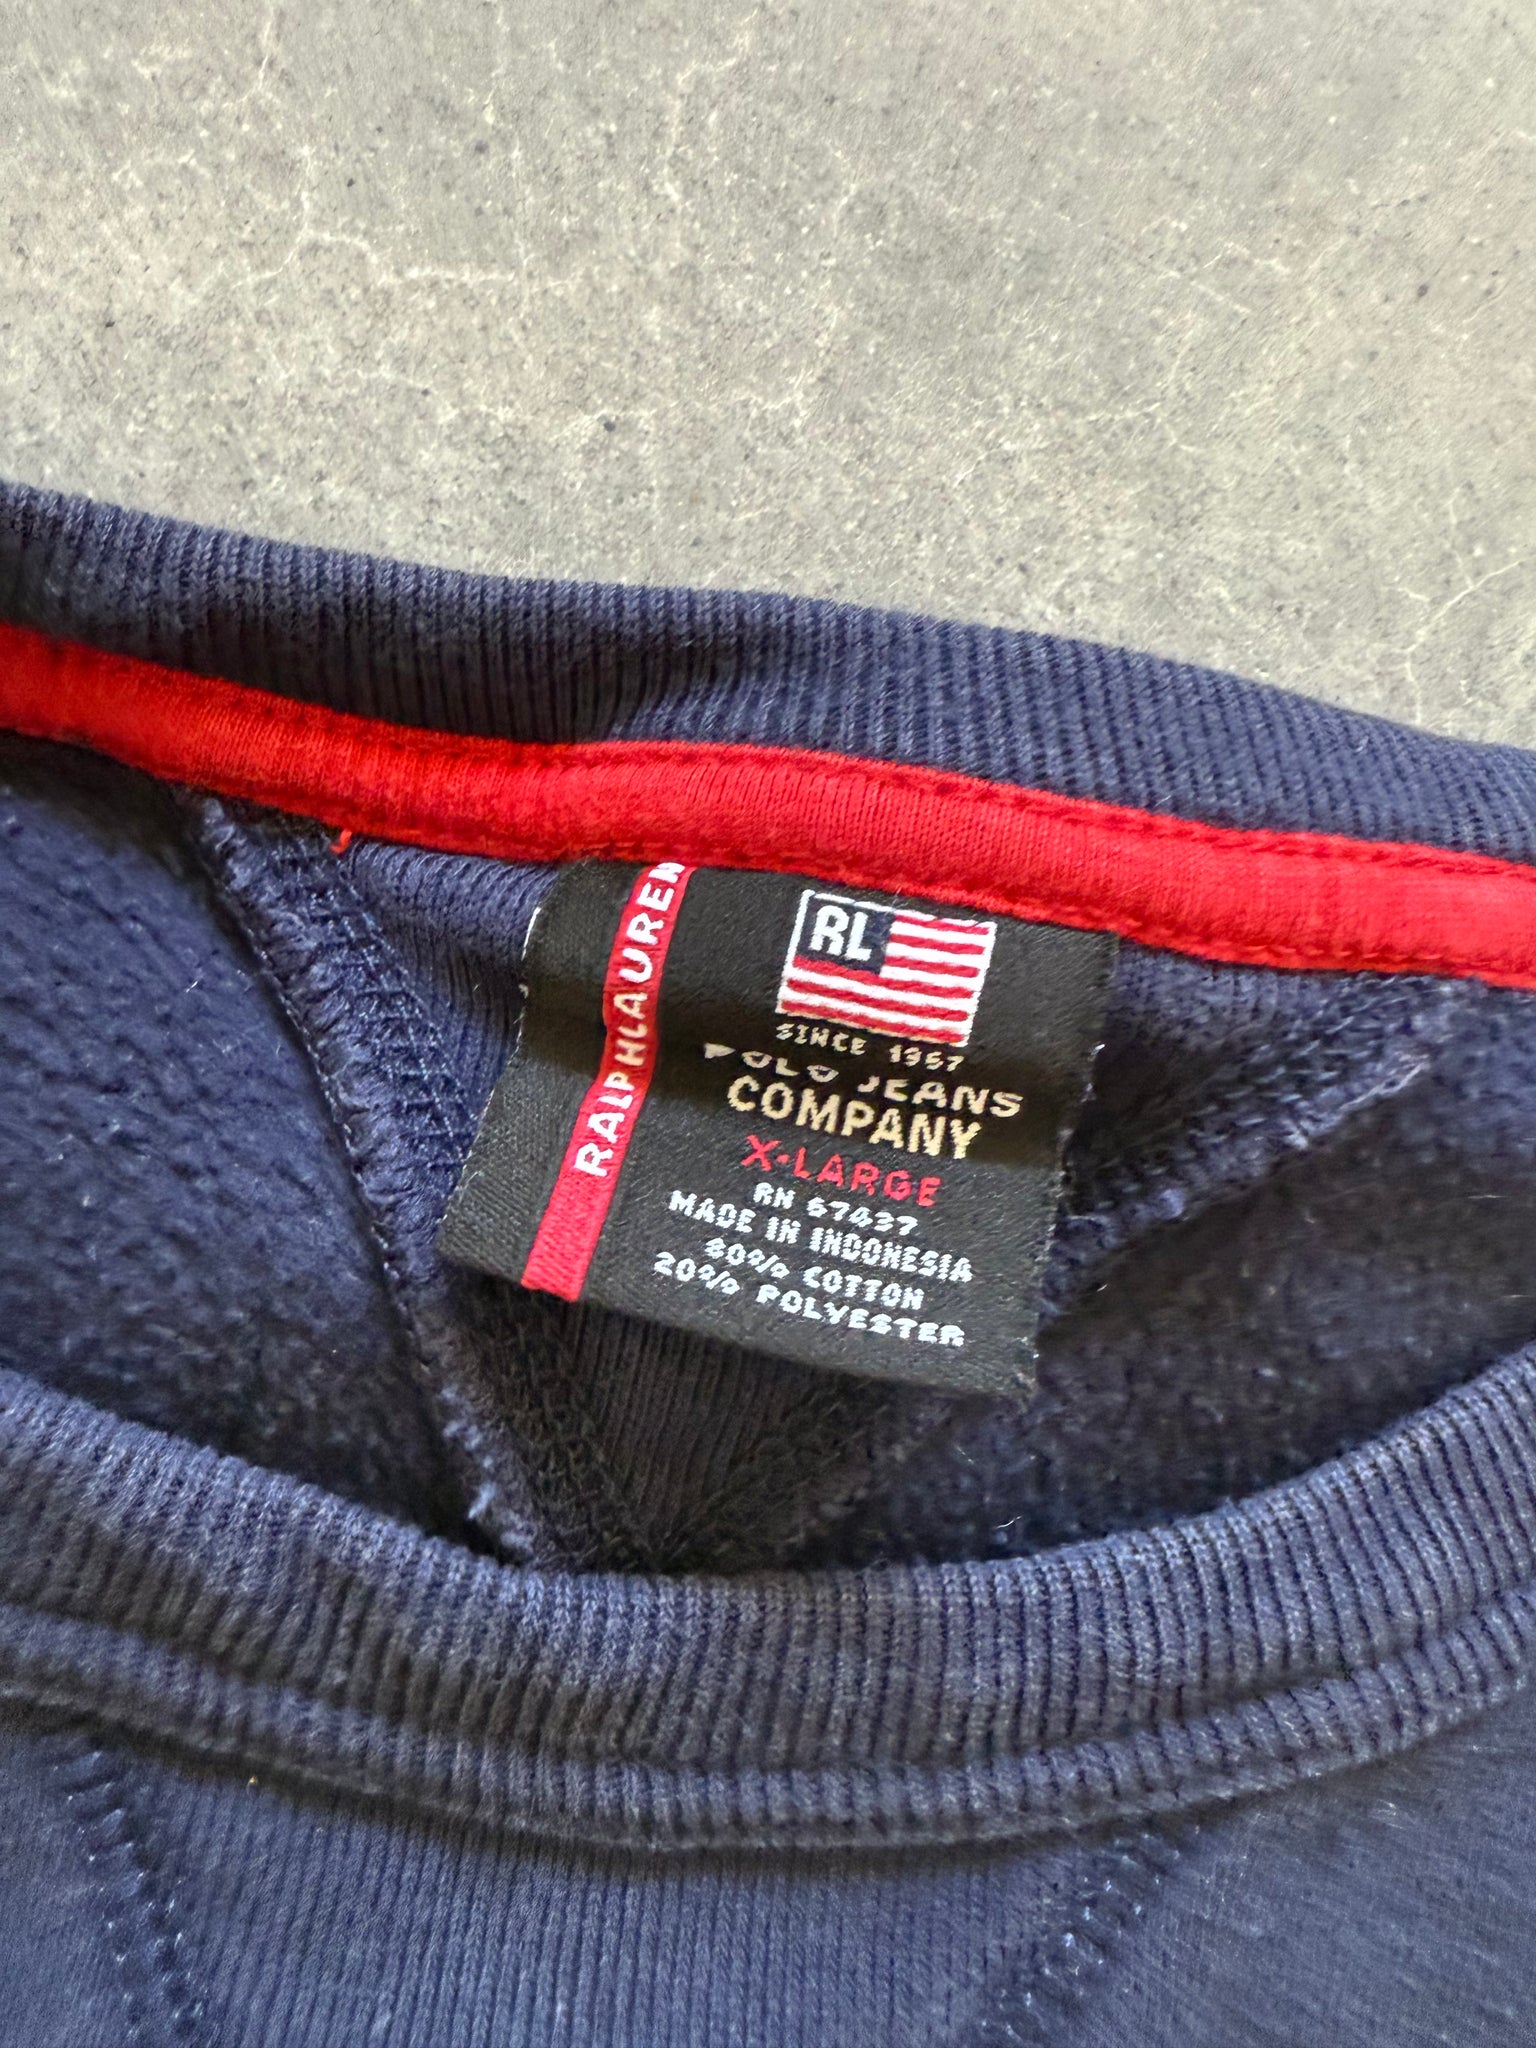 RALPH LAUREN
RL
SINCE 1967
POLO JEANS
COMPANY
X-LARGE
RN 67437
MADE IN INDONESIA
80% COTTON
20% POLYESTER